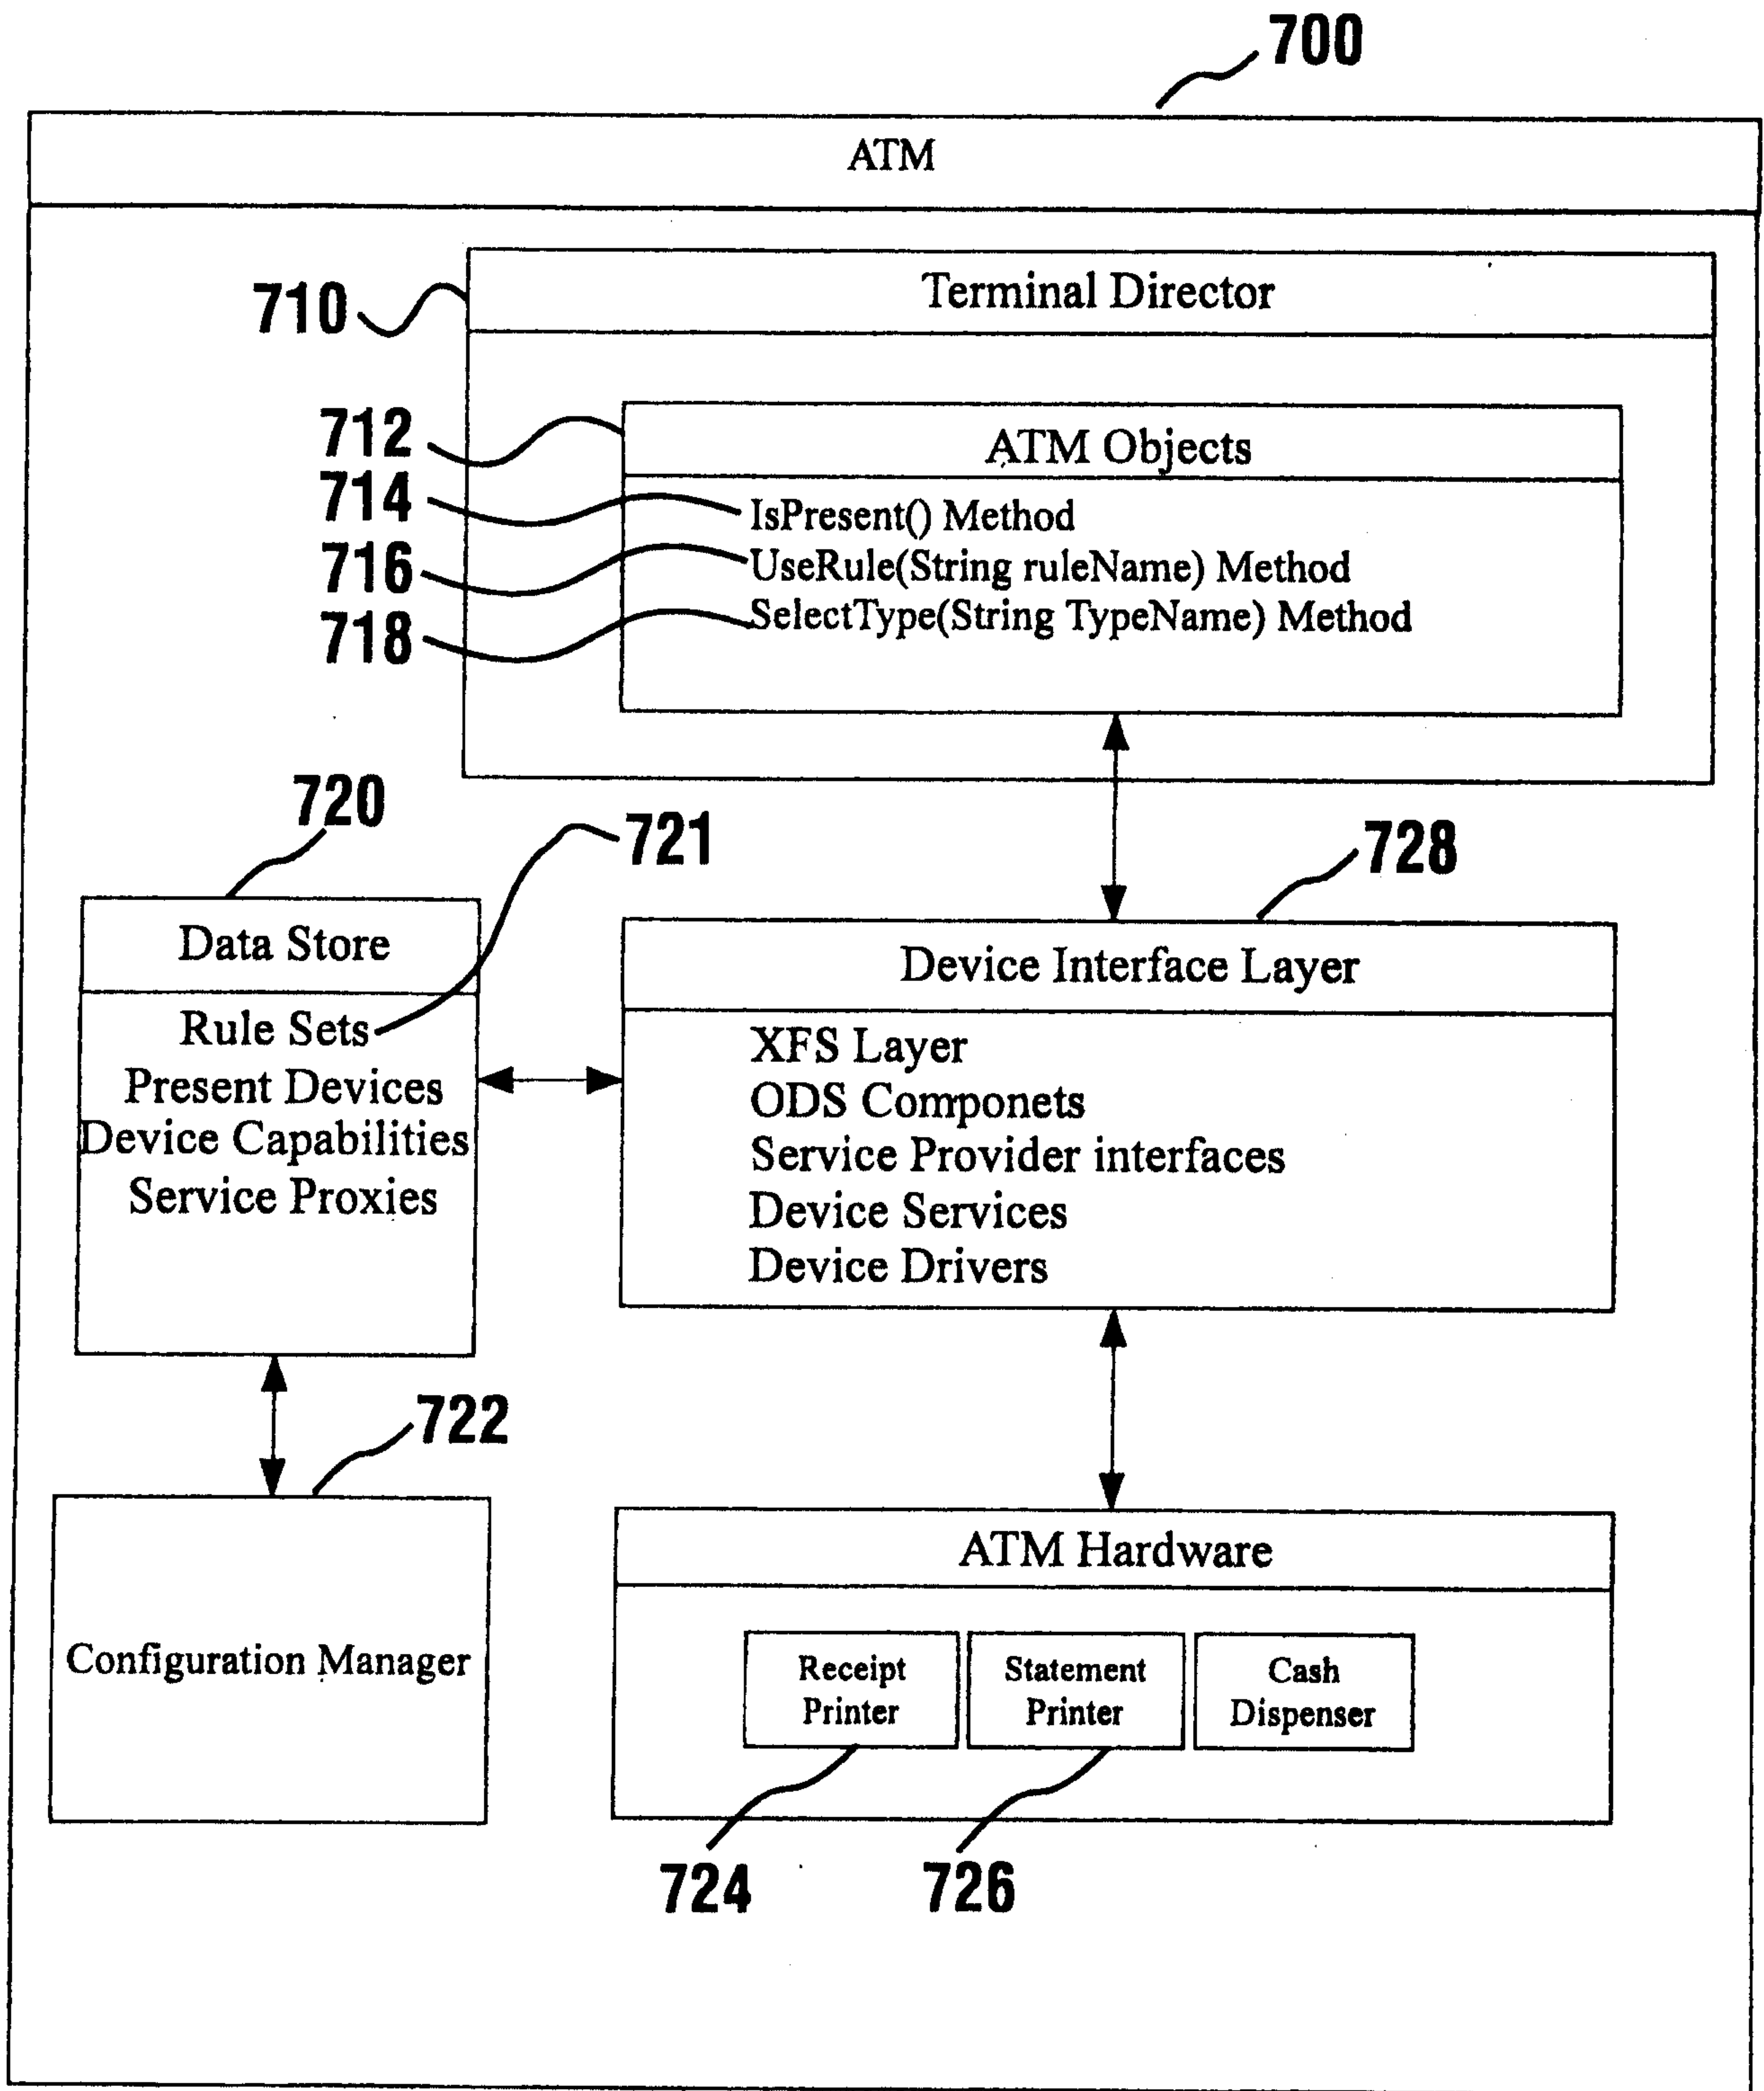 700
ATM
710
Terminal Director
712
ATM Objects
714
IsPresent() Method
716
UseRule(String ruleName) Method
718
SelectType(String TypeName) Method
720
721
728
Data Store
Rule Sets
Present Devices
Device Capabilities
Service Proxies
Device Interface Layer
XFS Layer
ODS Componets
Service Provider interfaces
Device Services
Device Drivers
722
Configuration Manager
ATM Hardware
Receipt
Printer
Statement
Printer
Cash
Dispenser
724
726